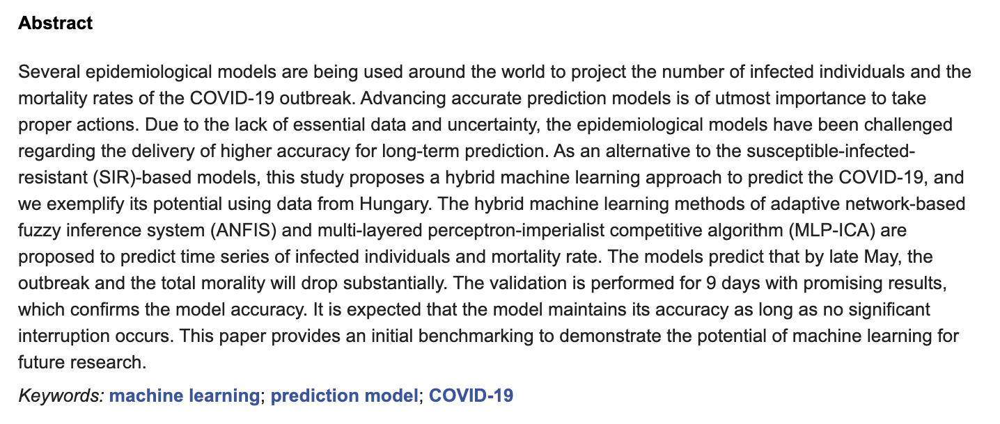 Abstract
Several epidemiological models are being used around the world to project the number of infected individuals and the
mortality rates of the COVID-19 outbreak. Advancing accurate prediction models is of utmost importance to take
proper actions. Due to the lack of essential data and uncertainty, the epidemiological models have been challenged
regarding the delivery of higher accuracy for long-term prediction. As an alternative to the susceptible-infected-
resistant (SIR)-based models, this study proposes a hybrid machine learning approach to predict the COVID-19, and
we exemplify its potential using data from Hungary. The hybrid machine learning methods of adaptive network-based
fuzzy inference system (ANFIS) and multi-layered perceptron-imperialist competitive algorithm (MLP-ICA) are
proposed to predict time series of infected individuals and mortality rate. The models predict that by late May, the
outbreak and the total morality will drop substantially. The validation is performed for 9 days with promising results,
which confirms the model accuracy. It is expected that the model maintains its accuracy as long as no significant
interruption occurs. This paper provides an initial benchmarking to demonstrate the potential of machine learning for
future research.
Keywords: machine learning; prediction model; COVID-19